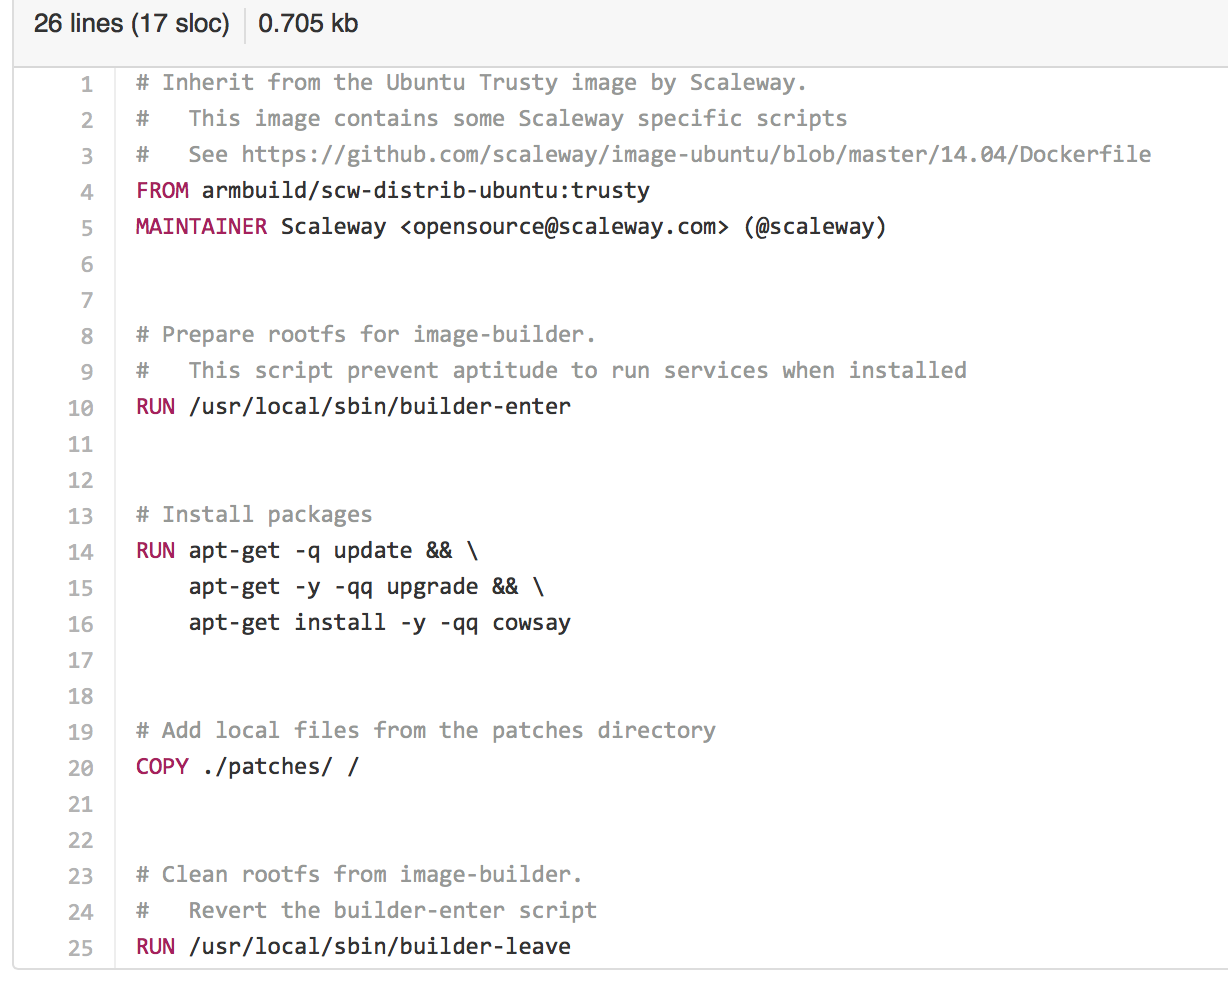 26 lines (17 sloc) 0.705 kb
1 # Inherit from the Ubuntu Trusty image by Scaleway.
2 #   This image contains some Scaleway specific scripts
3 #   See https://github.com/scaleway/image-ubuntu/blob/master/14.04/Dockerfile
4 FROM armbuild/scw-distrib-ubuntu:trusty
5 MAINTAINER Scaleway <opensource@scaleway.com> (@scaleway)
6
7
8 # Prepare rootfs for image-builder.
9 #   This script prevent aptitude to run services when installed
10 RUN /usr/local/sbin/builder-enter
11
12
13 # Install packages
14 RUN apt-get -q update && \
15     apt-get -y -qq upgrade && \
16     apt-get install -y -qq cowsay
17
18
19 # Add local files from the patches directory
20 COPY ./patches/ /
21
22
23 # Clean rootfs from image-builder.
24 #   Revert the builder-enter script
25 RUN /usr/local/sbin/builder-leave